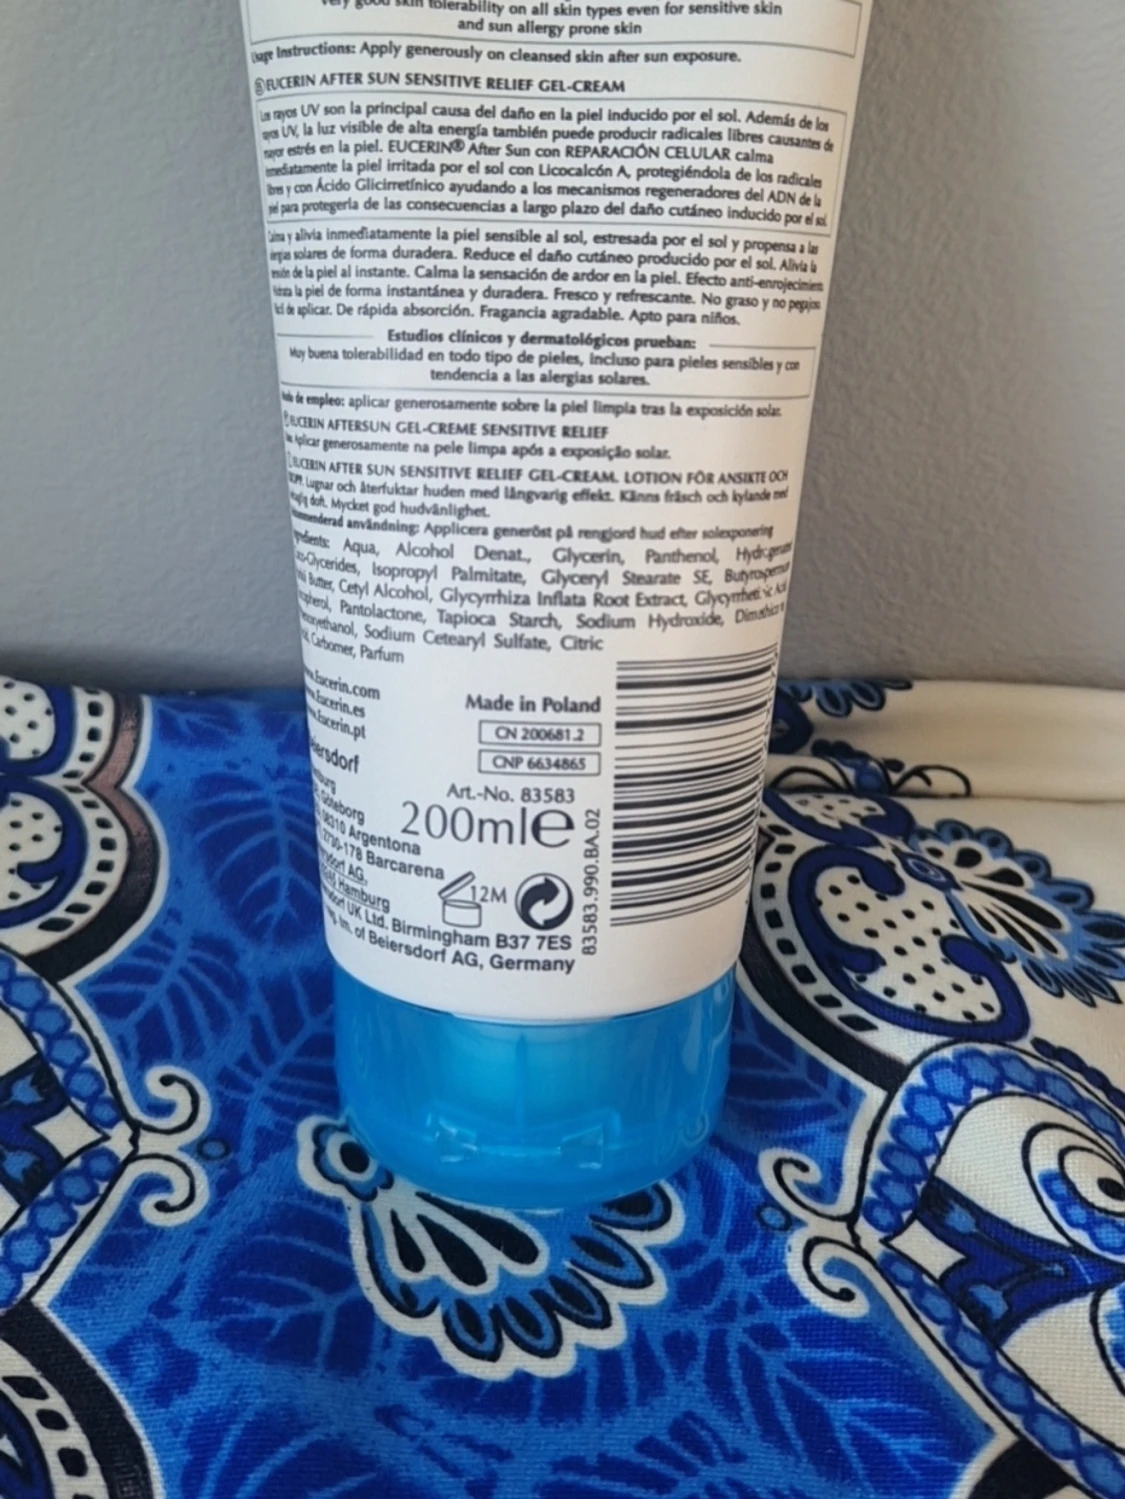 very good skin tolerability on all skin types even for sensitive skin
and sun allergy prone skin
Usage Instructions: Apply generously on cleansed skin after sun exposure.
EUCERIN AFTER SUN SENSITIVE RELIEF GEL-CREAM
Los rayos UV son la principal causa del daño en la piel inducido por el sol. Además de los
rayos UV, la luz visible de alta energía también puede producir radicales libres causantes de
mayor estrés en la piel. EUCERIN® After Sun con REPARACIÓN CELULAR calma
inmediatamente la piel irritada por el sol con Licocalcón A, protegiéndola de los radicales
libres y con Ácido Glicirretínico ayudando a los mecanismos regeneradores del ADN de la
piel para protegerla de las consecuencias a largo plazo del daño cutáneo inducido por el sol.
Calma y alivia inmediatamente la piel sensible al sol, estresada por el sol y propensa a las
alergias solares de forma duradera. Reduce el daño cutáneo producido por el sol. Alivia la
de la piel al instante. Calma la sensación de ardor en la piel. Efecto anti-enrojecimiento
la piel de forma instantánea y duradera. Fresco y refrescante. No graso y no pegajoso
de aplicar. De rápida absorción. Fragancia agradable. Apto para niños.
Estudios clínicos y dermatológicos prueban:
Muy buena tolerabilidad en todo tipo de pieles, incluso para pieles sensibles y con
tendencia a las alergias solares.
de empleo: aplicar generosamente sobre la piel limpia tras la exposición solar.
EUCERIN AFTERSUN GEL-CREME SENSITIVE RELIEF
Aplicar generosamente na pele limpa após a exposição solar.
EUCERIN AFTER SUN SENSITIVE RELIEF GEL-CREAM. LOTION FÖR ANSIKTE OCH
Lugnar och återfuktar huden med långvarig effekt. Känns fräsch och kylande med
doft. Mycket god hudvänlighet.
användning: Applicera generöst på rengjord hud efter solexponering
Aqua, Alcohol Denat., Glycerin, Panthenol,
Isopropyl Palmitate, Glyceryl Stearate SE,
Butter, Cetyl Alcohol, Glycyrrhiza Inflata Root Extract,
Pantolactone, Tapioca Starch, Sodium Hydroxide,
Sodium Cetearyl Sulfate, Citric
Carbomer, Parfum
www.Eucerin.com
www.Eucerin.es
www.Eucerin.pt
Beiersdorf
Göteborg
08310 Argentona
2730-178 Barcarena
AG,
Hamburg
UK Ltd. Birmingham B37 7ES
of Beiersdorf AG, Germany
Made in Poland
CN 200681.2
CNP 6634865
Art.-No. 83583
200ml e
12M
83583.990.BA.02